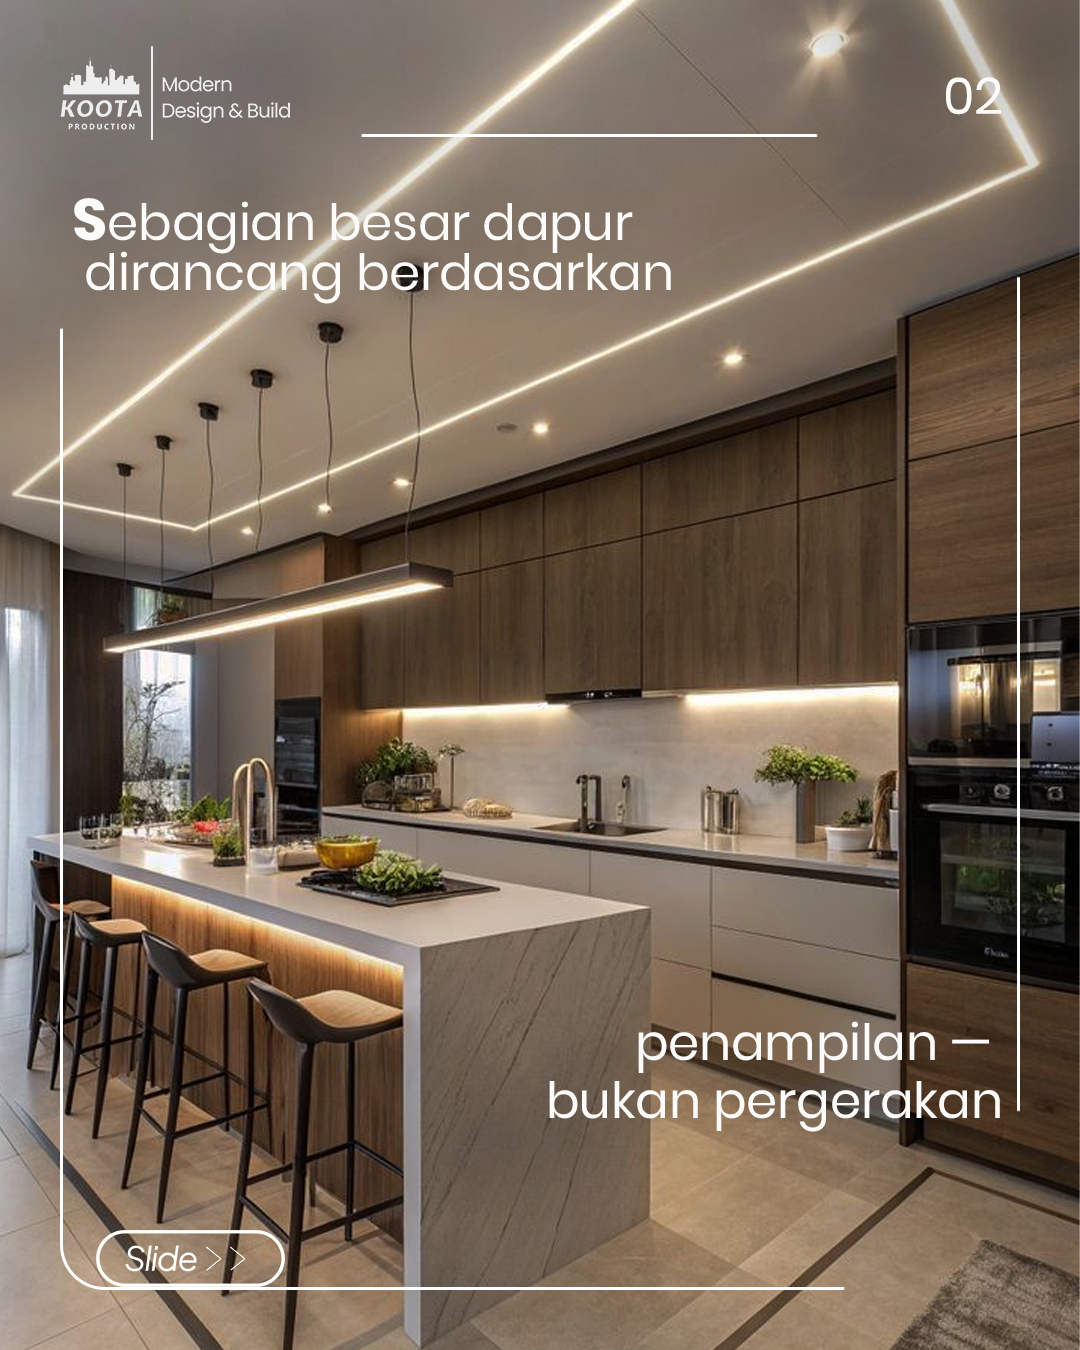 KOOTA
PRODUCTION
Modern
Design & Build
02
Sebagian besar dapur
dirancang berdasarkan
penampilan —
bukan pergerakan
Slide >>